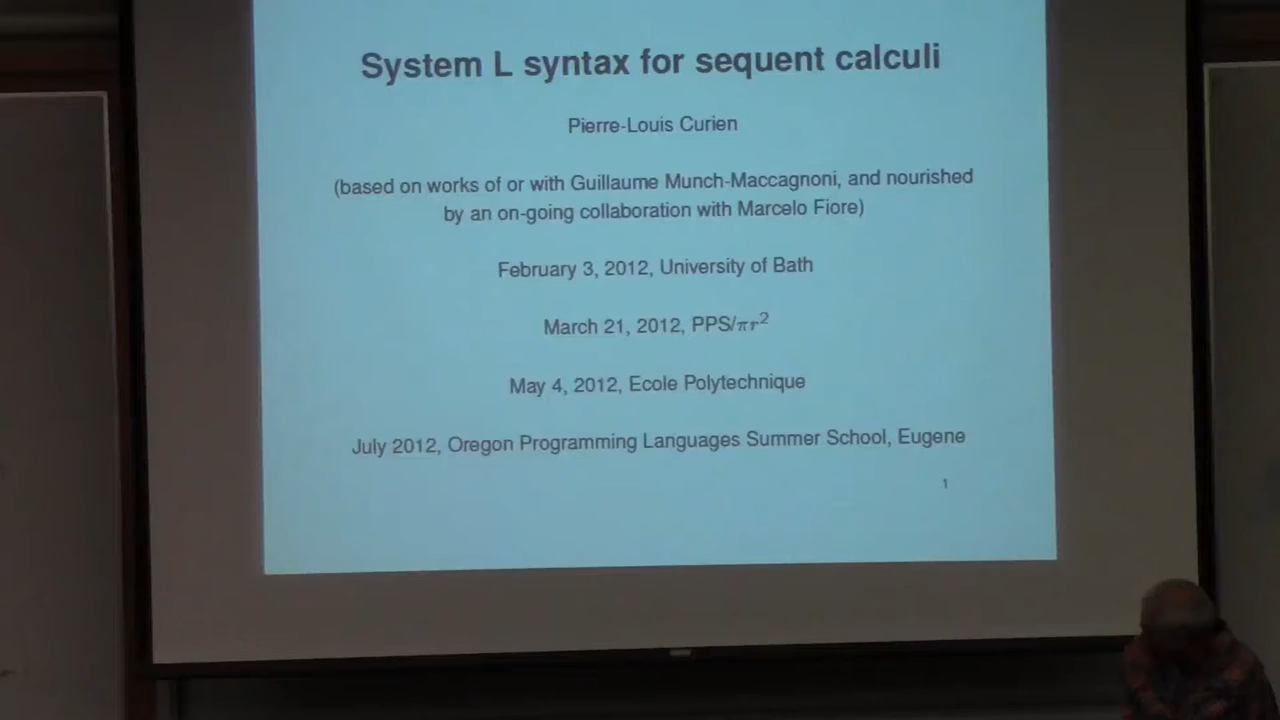 System L syntax for sequent calculi
Pierre-Louis Curien
(based on works of or with Guillaume Munch-Maccagnoni, and nourished
by an on-going collaboration with Marcelo Fiore)
February 3, 2012, University of Bath
March 21, 2012, PPS/πr²
May 4, 2012, Ecole Polytechnique
July 2012, Oregon Programming Languages Summer School, Eugene
1